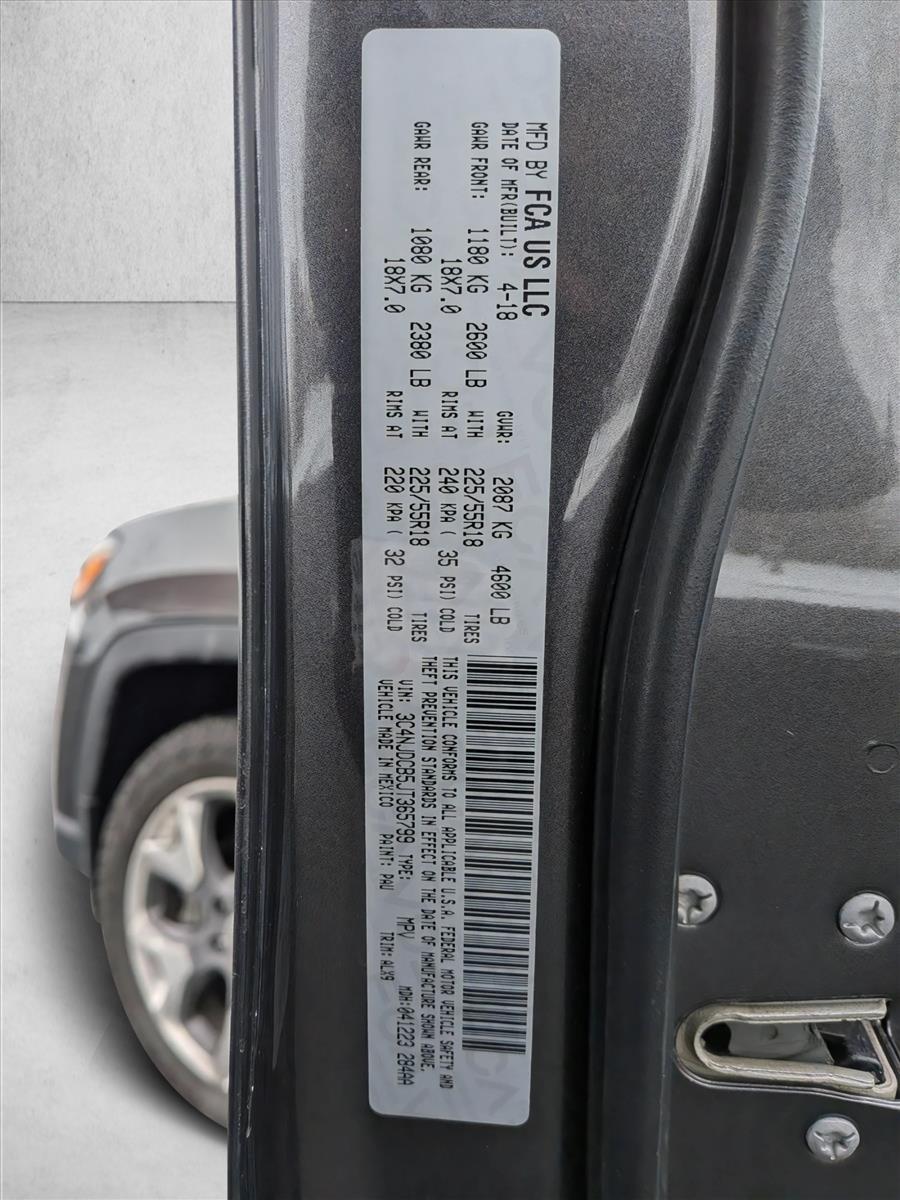 MFD BY FCA US LLC
DATE OF MFR(BUILT): 4-18 GVWR: 2087 KG 4600 LB
GAWR FRONT: 1180 KG 2600 LB WITH 225/55R18 TIRES
18X7.0 RIMS AT 240 KPA ( 35 PSI) COLD
GAWR REAR: 1080 KG 2380 LB WITH 225/55R18 TIRES
18X7.0 RIMS AT 220 KPA ( 32 PSI) COLD
THIS VEHICLE CONFORMS TO ALL APPLICABLE U.S.A. FEDERAL MOTOR VEHICLE SAFETY AND
THEFT PREVENTION STANDARDS IN EFFECT ON THE DATE OF MANUFACTURE SHOWN ABOVE.
VIN: 3C4NJDCB5JT365799 TYPE: MPV MDH:041223 284AA
VEHICLE MADE IN MEXICO PAINT: PAU TRIM:ALX9